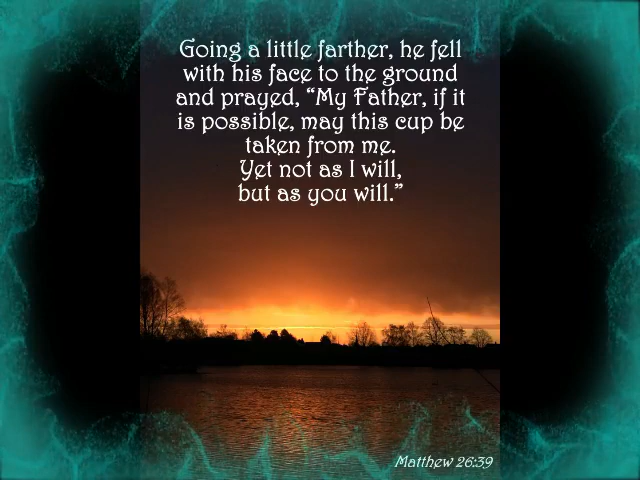 Going a little farther, he fell
with his face to the ground
and prayed, “My Father, if it
is possible, may this cup be
taken from me.
Yet not as I will,
but as you will.”
Matthew 26:39